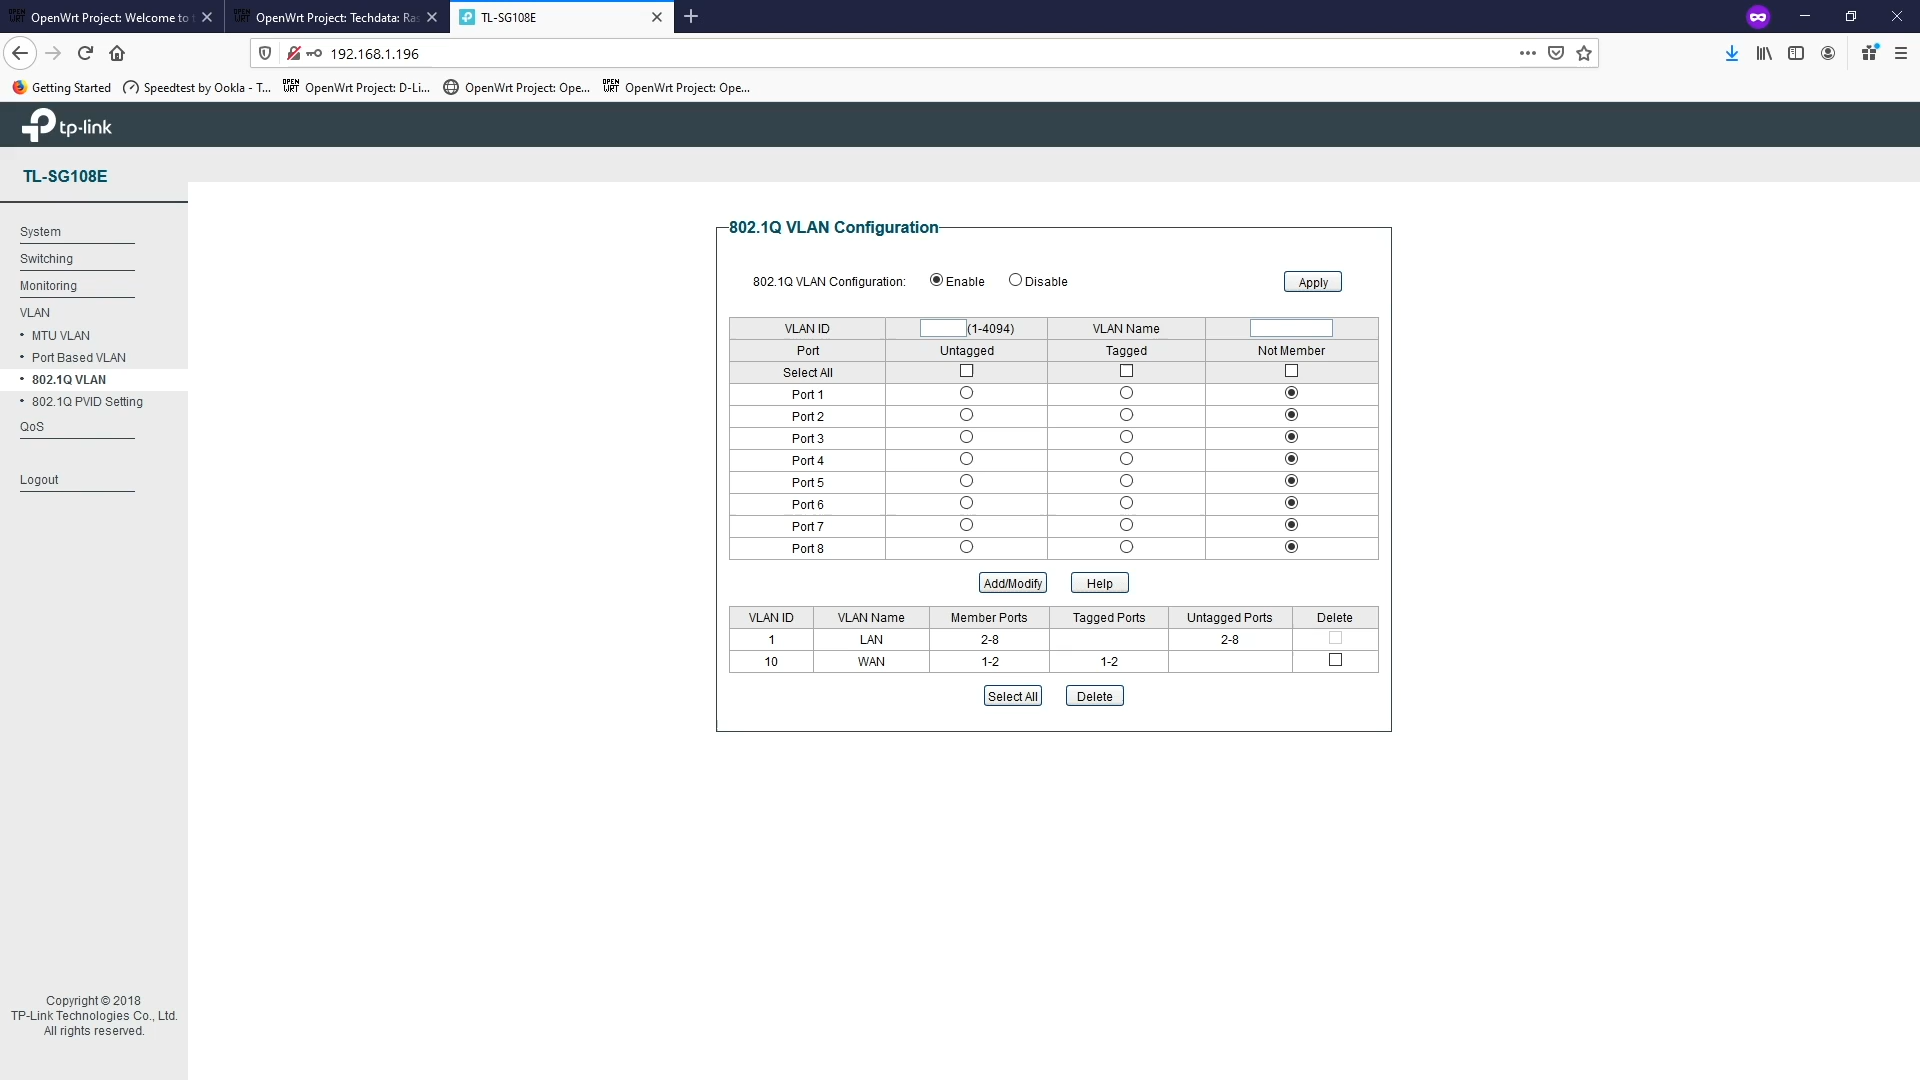 OpenWrt Project: Welcome to
OpenWrt Project: Techdata: Ras
TL-SG108E
192.168.1.196
Getting Started
Speedtest by Ookla - T...
OPEN WRT OpenWrt Project: D-Li...
OpenWrt Project: Ope...
OPEN WRT OpenWrt Project: Ope...
tp-link
TL-SG108E
System
Switching
Monitoring
VLAN
• MTU VLAN
• Port Based VLAN
• 802.1Q VLAN
• 802.1Q PVID Setting
QoS
Logout
Copyright © 2018
TP-Link Technologies Co., Ltd.
All rights reserved.
802.1Q VLAN Configuration
802.1Q VLAN Configuration: Enable Disable Apply
VLAN ID (1-4094) VLAN Name
Port Untagged Tagged Not Member
Select All
Port 1
Port 2
Port 3
Port 4
Port 5
Port 6
Port 7
Port 8
Add/Modify Help
VLAN ID VLAN Name Member Ports Tagged Ports Untagged Ports Delete
1 LAN 2-8 2-8
10 WAN 1-2 1-2
Select All Delete